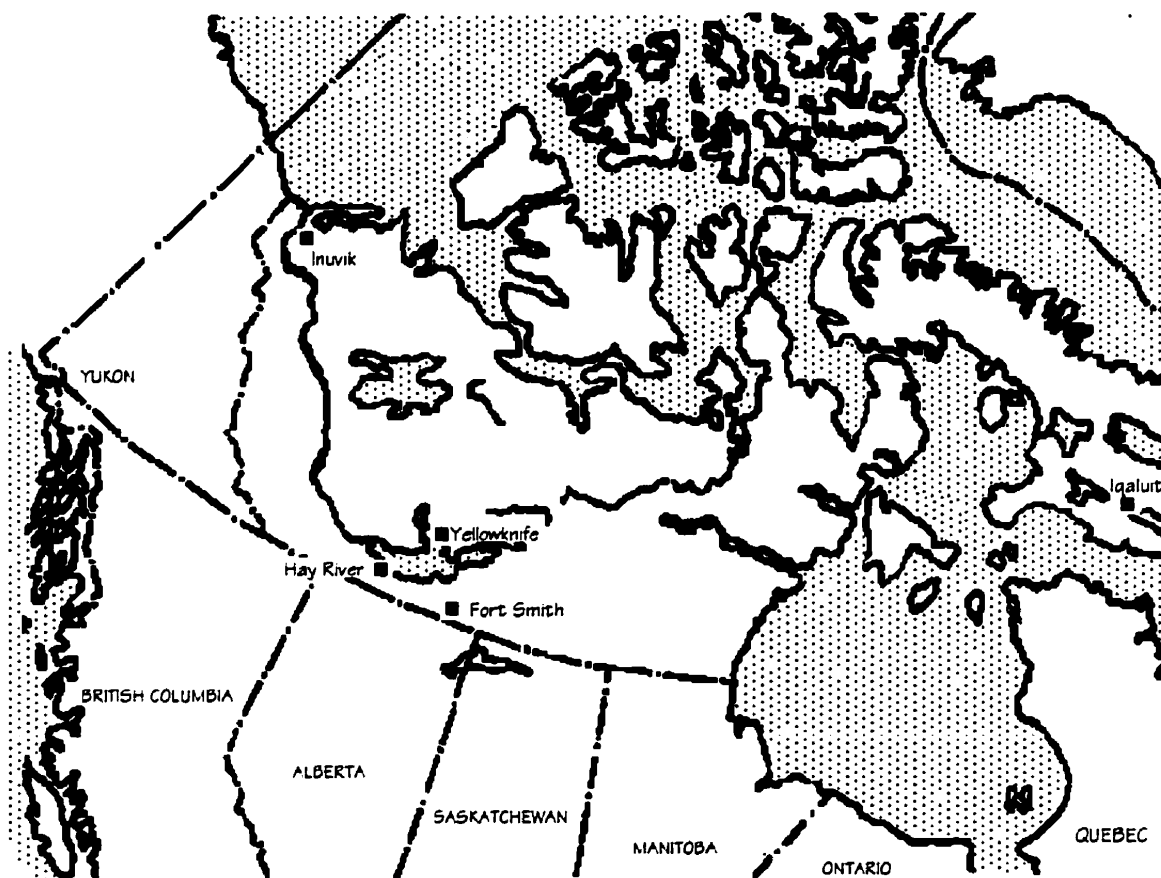 Inuvik
YUKON
Iqaluit
Yellowknife
Hay River
Fort Smith
BRITISH COLUMBIA
ALBERTA
SASKATCHEWAN
QUEBEC
MANITOBA
ONTARIO